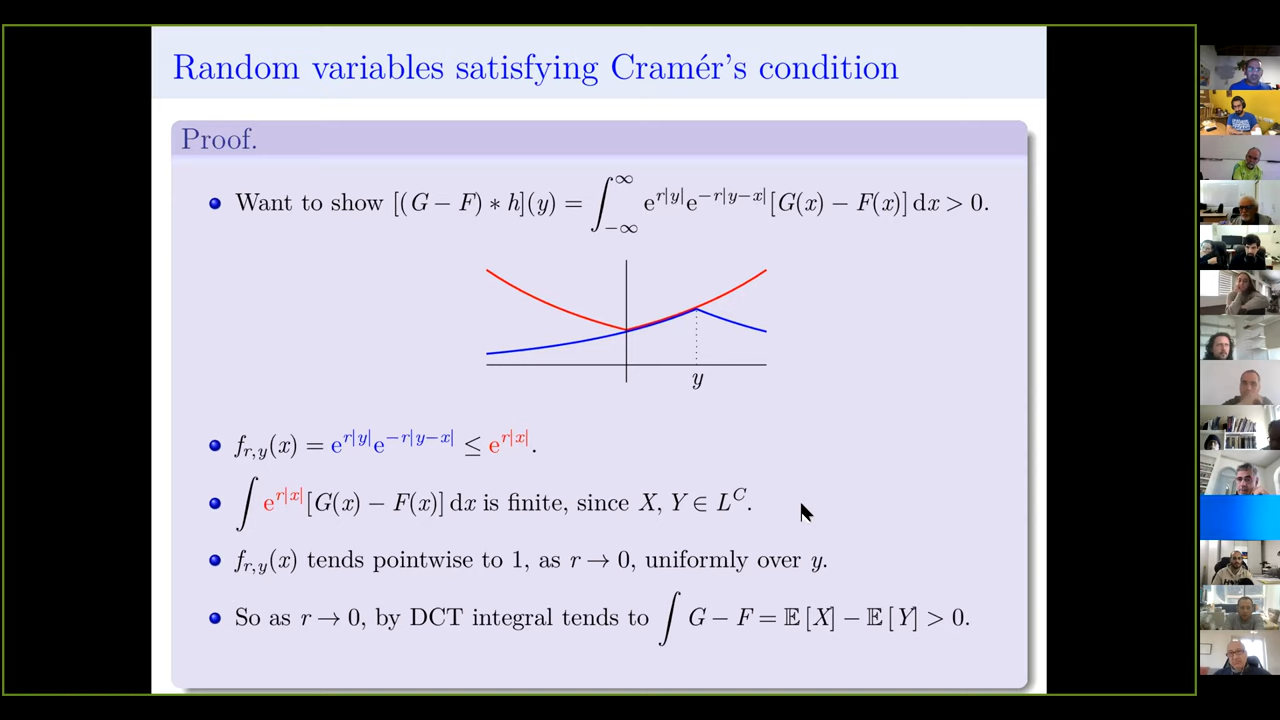 Random variables satisfying Cramér's condition
Proof.
Want to show [(G − F) ∗ h](y) = ∫_{−∞}^{∞} e^{r|y|}e^{−r|y−x|}[G(x) − F(x)] dx > 0.
y
f_{r,y}(x) = e^{r|y|}e^{−r|y−x|} ≤ e^{r|x|}.
∫ e^{r|x|}[G(x) − F(x)] dx is finite, since X, Y ∈ L^C.
f_{r,y}(x) tends pointwise to 1, as r → 0, uniformly over y.
So as r → 0, by DCT integral tends to ∫ G − F = 𝔼[X] − 𝔼[Y] > 0.